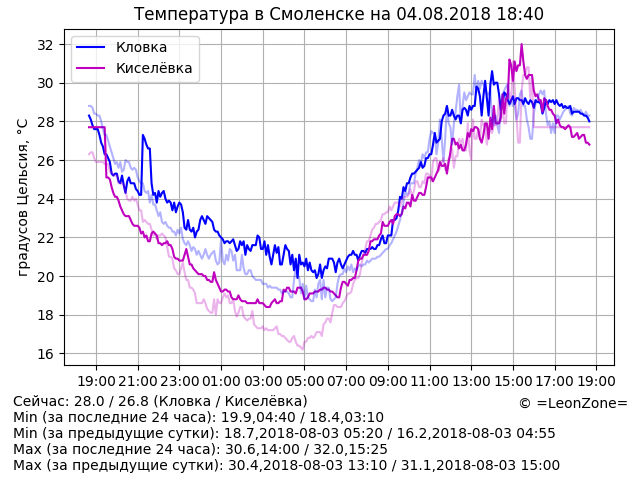 Температура в Смоленске на 04.08.2018 18:40
Кловка
Киселёвка
градусов Цельсия, °C
32
30
28
26
24
22
20
18
16
19:00 21:00 23:00 01:00 03:00 05:00 07:00 09:00 11:00 13:00 15:00 17:00 19:00
Сейчас: 28.0 / 26.8 (Кловка / Киселёвка)
© =LeonZone=
Min (за последние 24 часа): 19.9,04:40 / 18.4,03:10
Min (за предыдущие сутки): 18.7,2018-08-03 05:20 / 16.2,2018-08-03 04:55
Max (за последние 24 часа): 30.6,14:00 / 32.0,15:25
Max (за предыдущие сутки): 30.4,2018-08-03 13:10 / 31.1,2018-08-03 15:00